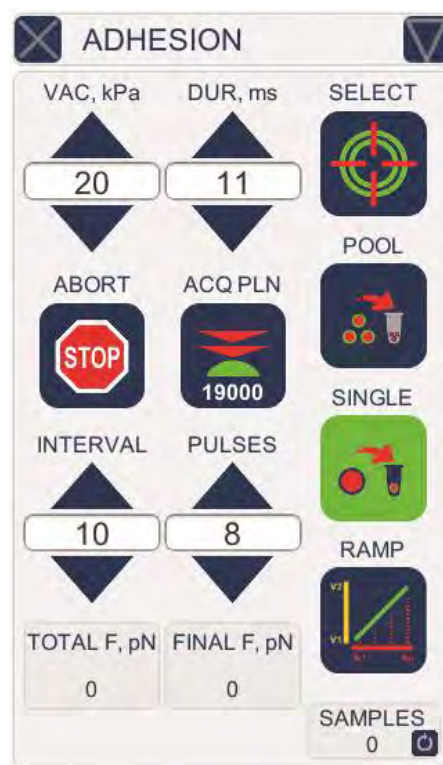 ADHESION
VAC, kPa DUR, ms SELECT
20 11
POOL
ABORT ACQ PLN
STOP
19000
SINGLE
INTERVAL PULSES
10 8
RAMP
V2
V1
TOTAL F, pN FINAL F, pN
0 0
SAMPLES
0